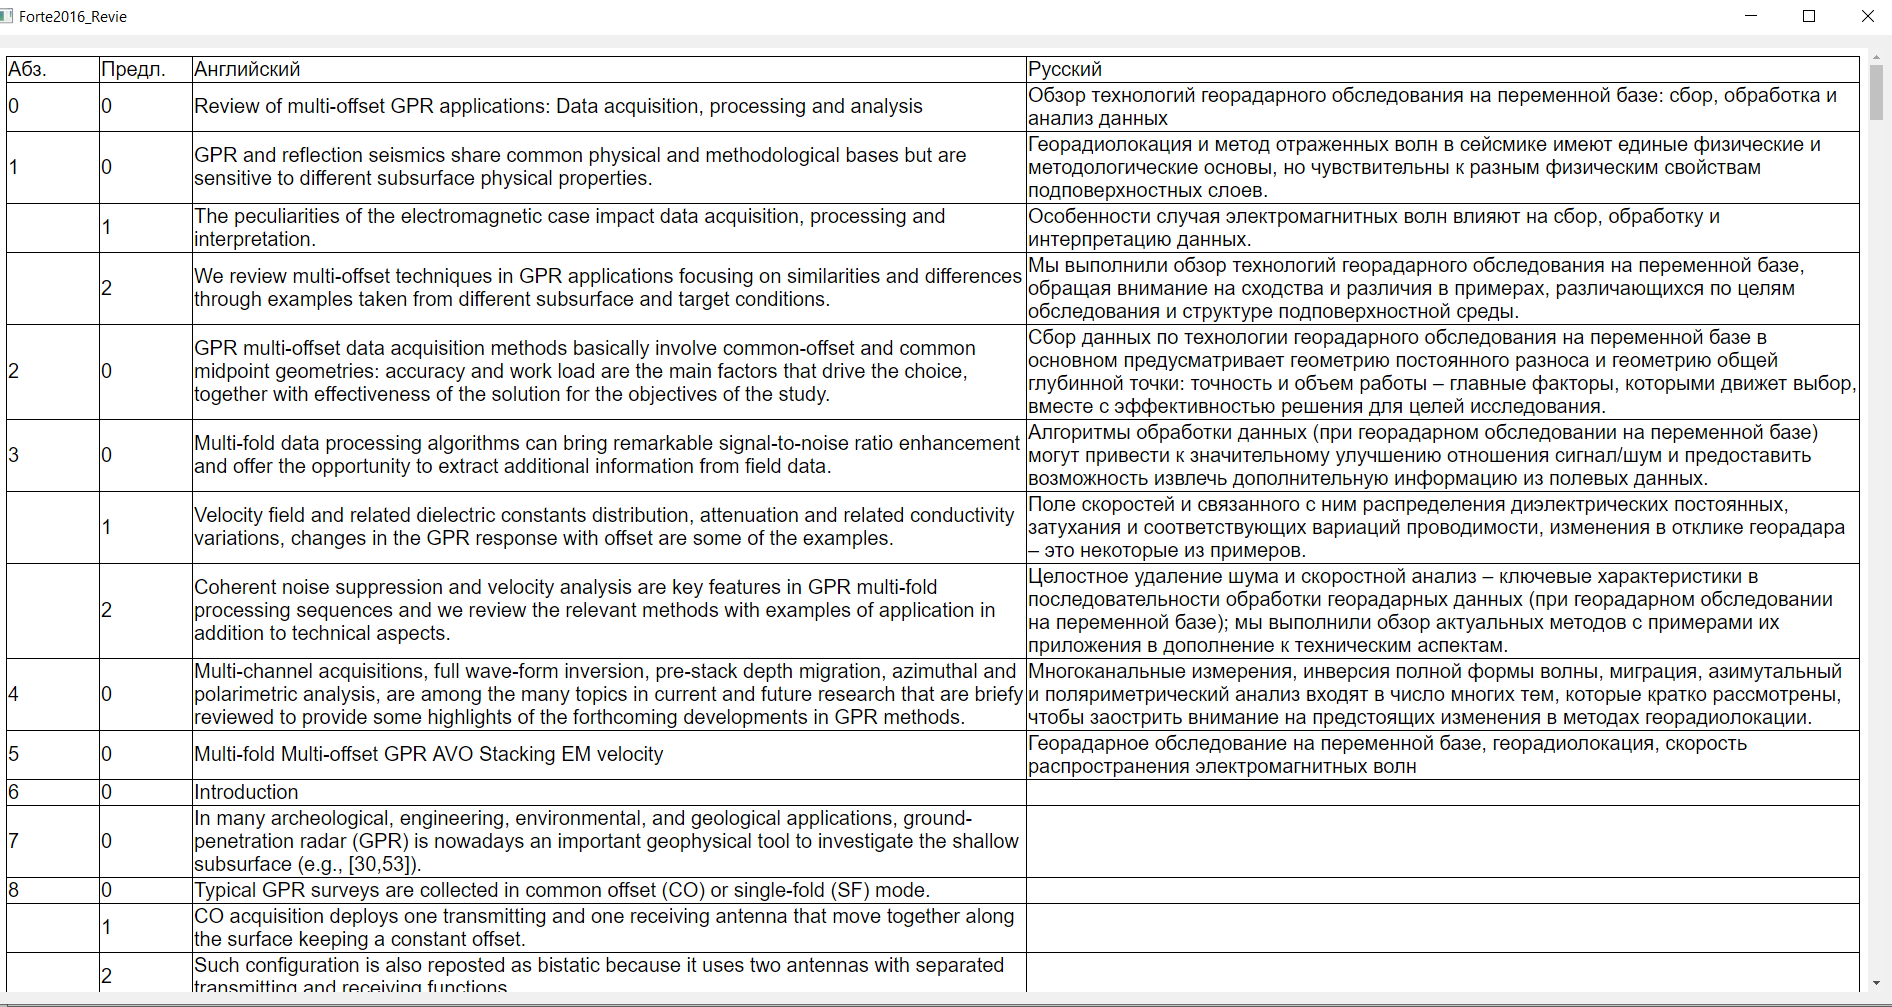 Forte2016_Revie
Абз. Предл. Английский Русский
0 0 Review of multi-offset GPR applications: Data acquisition, processing and analysis
Обзор технологий георадарного обследования на переменной базе: сбор, обработка и
анализ данных
1 0 GPR and reflection seismics share common physical and methodological bases but are
sensitive to different subsurface physical properties.
Георадиолокация и метод отраженных волн в сейсмике имеют единые физические и
методологические основы, но чувствительны к разным физическим свойствам
подповерхностных слоев.
1 The peculiarities of the electromagnetic case impact data acquisition, processing and
interpretation.
Особенности случая электромагнитных волн влияют на сбор, обработку и
интерпретацию данных.
2 We review multi-offset techniques in GPR applications focusing on similarities and differences
through examples taken from different subsurface and target conditions.
Мы выполнили обзор технологий георадарного обследования на переменной базе,
обращая внимание на сходства и различия в примерах, различающихся по целям
обследования и структуре подповерхностной среды.
2 0 GPR multi-offset data acquisition methods basically involve common-offset and common
midpoint geometries: accuracy and work load are the main factors that drive the choice,
together with effectiveness of the solution for the objectives of the study.
Сбор данных по технологии георадарного обследования на переменной базе в
основном предусматривает геометрию постоянного разноса и геометрию общей
глубинной точки: точность и объем работы – главные факторы, которыми движет выбор,
вместе с эффективностью решения для целей исследования.
3 0 Multi-fold data processing algorithms can bring remarkable signal-to-noise ratio enhancement
and offer the opportunity to extract additional information from field data.
Алгоритмы обработки данных (при георадарном обследовании на переменной базе)
могут привести к значительному улучшению отношения сигнал/шум и предоставить
возможность извлечь дополнительную информацию из полевых данных.
1 Velocity field and related dielectric constants distribution, attenuation and related conductivity
variations, changes in the GPR response with offset are some of the examples.
Поле скоростей и связанного с ним распределения диэлектрических постоянных,
затухания и соответствующих вариаций проводимости, изменения в отклике георадара
– это некоторые из примеров.
2 Coherent noise suppression and velocity analysis are key features in GPR multi-fold
processing sequences and we review the relevant methods with examples of application in
addition to technical aspects.
Целостное удаление шума и скоростной анализ – ключевые характеристики в
последовательности обработки георадарных данных (при георадарном обследовании
на переменной базе); мы выполнили обзор актуальных методов с примерами их
приложения в дополнение к техническим аспектам.
4 0 Multi-channel acquisitions, full wave-form inversion, pre-stack depth migration, azimuthal and
polarimetric analysis, are among the many topics in current and future research that are briefy
reviewed to provide some highlights of the forthcoming developments in GPR methods.
Многоканальные измерения, инверсия полной формы волны, миграция, азимутальный
и поляриметрический анализ входят в число многих тем, которые кратко рассмотрены,
чтобы заострить внимание на предстоящих изменения в методах георадиолокации.
5 0 Multi-fold Multi-offset GPR AVO Stacking EM velocity
Георадарное обследование на переменной базе, георадиолокация, скорость
распространения электромагнитных волн
6 0 Introduction
7 0 In many archeological, engineering, environmental, and geological applications, ground-
penetration radar (GPR) is nowadays an important geophysical tool to investigate the shallow
subsurface (e.g., [30,53]).
8 0 Typical GPR surveys are collected in common offset (CO) or single-fold (SF) mode.
1 CO acquisition deploys one transmitting and one receiving antenna that move together along
the surface keeping a constant offset.
2 Such configuration is also reposted as bistatic because it uses two antennas with separated
transmitting and receiving functions